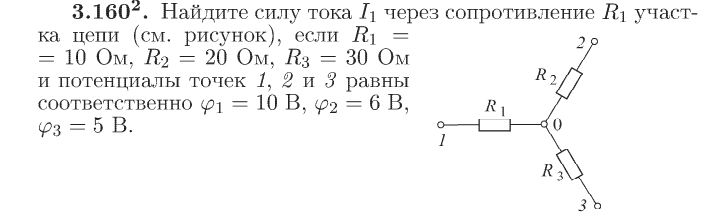 3.160². Найдите силу тока I₁ через сопротивление R₁ участ-
ка цепи (см. рисунок), если R₁ =
= 10 Ом, R₂ = 20 Ом, R₃ = 30 Ом
и потенциалы точек 1, 2 и 3 равны
соответственно φ₁ = 10 В, φ₂ = 6 В,
φ₃ = 5 В.
2
R₂
R₁
1
0
R₃
3